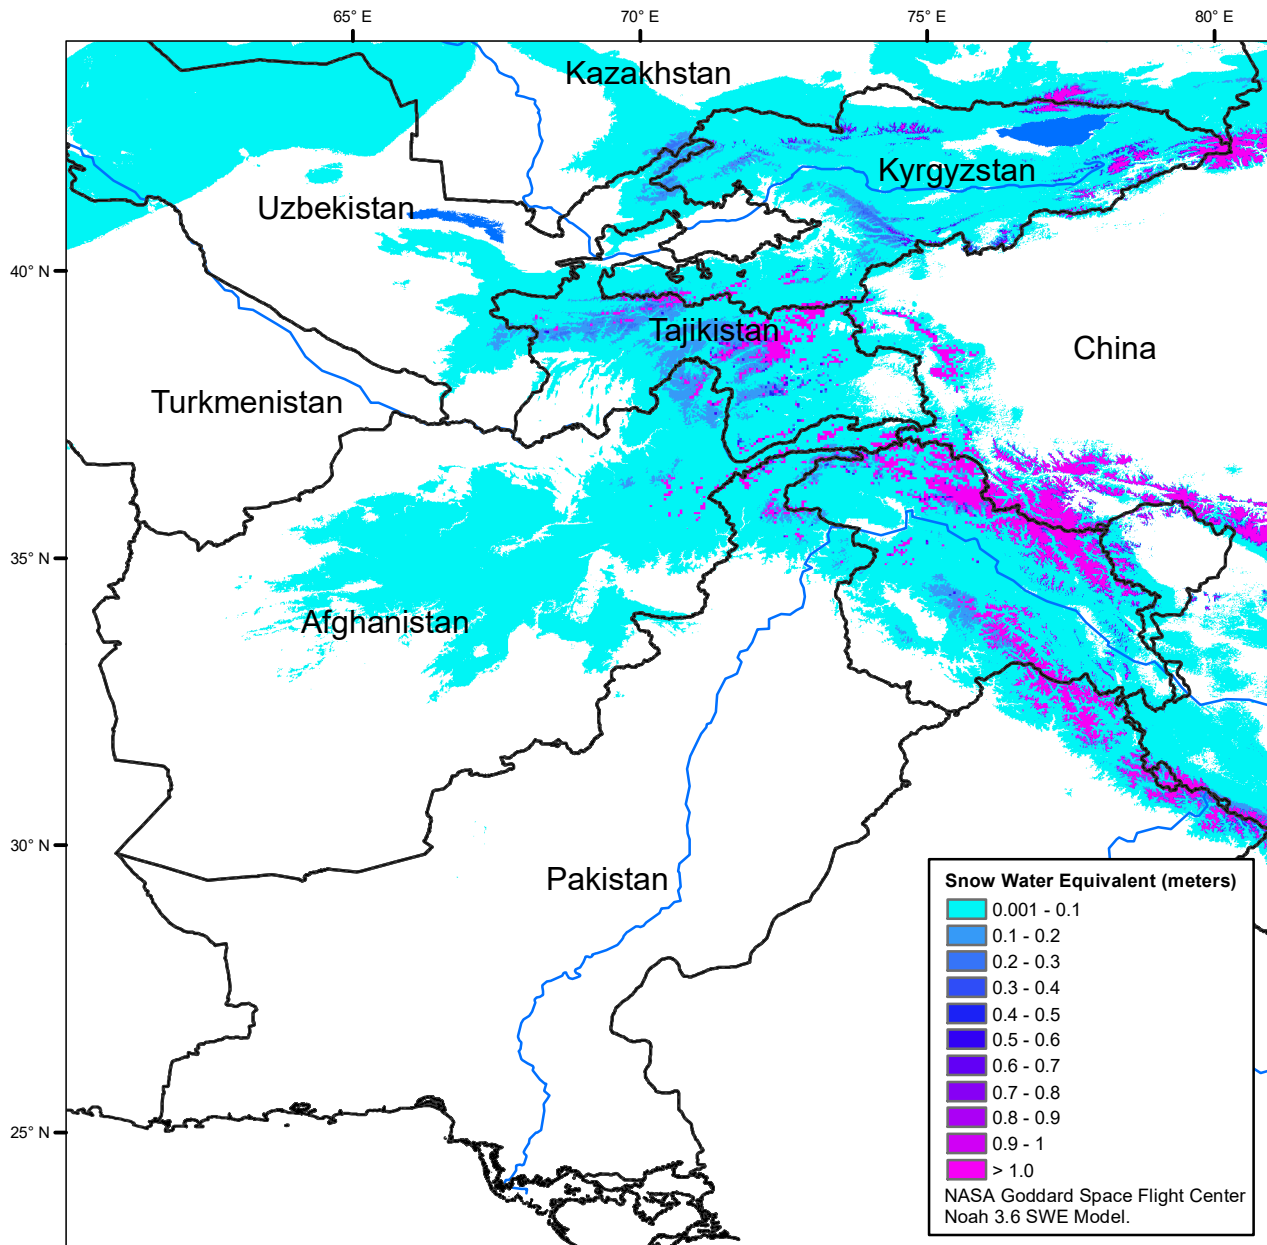 65° E
70° E
75° E
80° E
Kazakhstan
Kyrgyzstan
Uzbekistan
40° N
Tajikistan
China
Turkmenistan
35° N
Afghanistan
30° N
Pakistan
25° N
Snow Water Equivalent (meters)
0.001 - 0.1
0.1 - 0.2
0.2 - 0.3
0.3 - 0.4
0.4 - 0.5
0.5 - 0.6
0.6 - 0.7
0.7 - 0.8
0.8 - 0.9
0.9 - 1
> 1.0
NASA Goddard Space Flight Center
Noah 3.6 SWE Model.